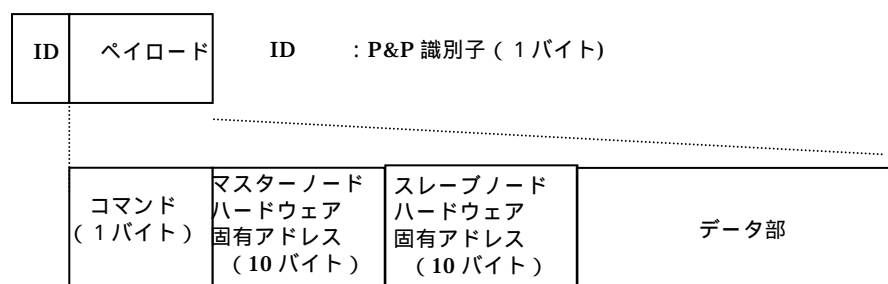 ID ペイロード ID : P&P 識別子(1バイト)
コマンド
(1バイト)
マスターノード
ハードウェア
固有アドレス
(10 バイト)
スレーブノード
ハードウェア
固有アドレス
(10 バイト)
データ部